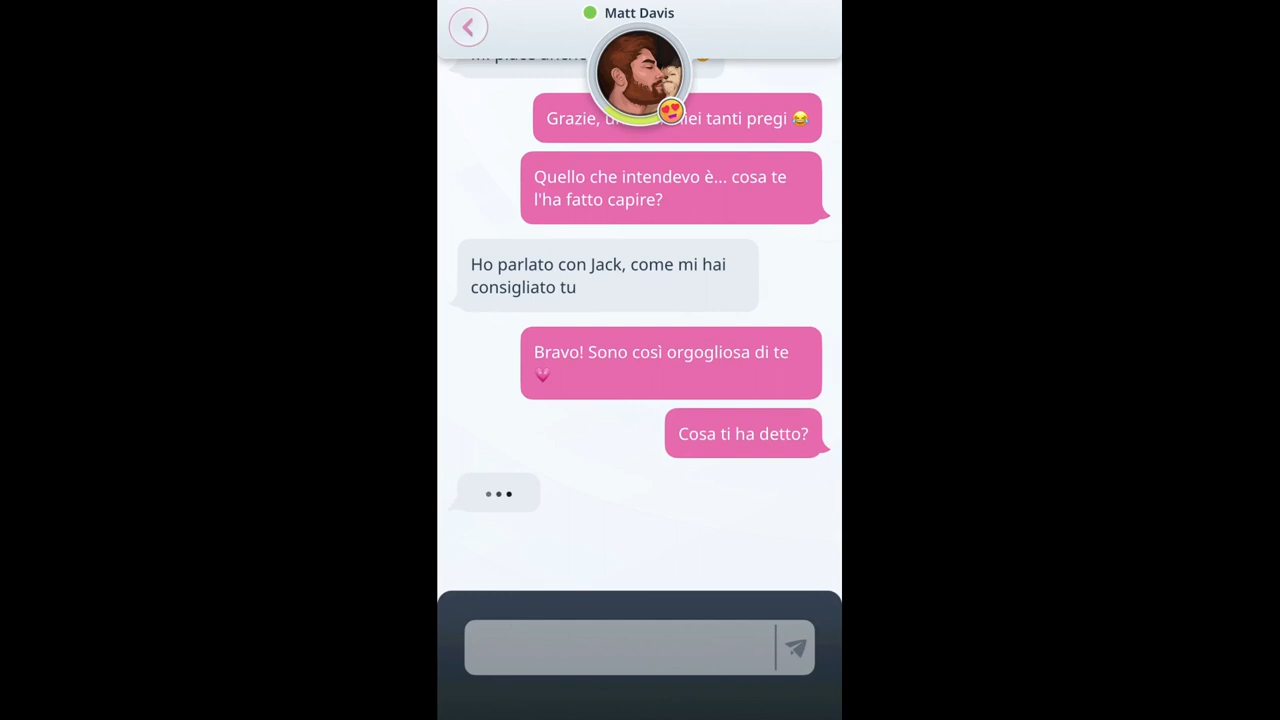 Matt Davis
Grazie, tanti pregi 😂
Quello che intendevo è... cosa te
l'ha fatto capire?
Ho parlato con Jack, come mi hai
consigliato tu
Bravo! Sono così orgogliosa di te
💗
Cosa ti ha detto?